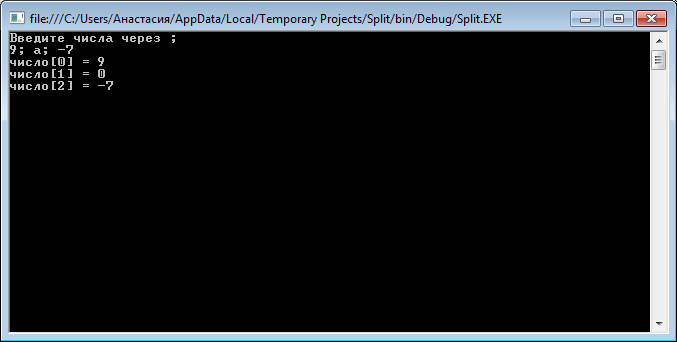 file:///C:/Users/Анастасия/AppData/Local/Temporary Projects/Split/bin/Debug/Split.EXE
Введите числа через ;
9; a; -7
число[0] = 9
число[1] = 0
число[2] = -7